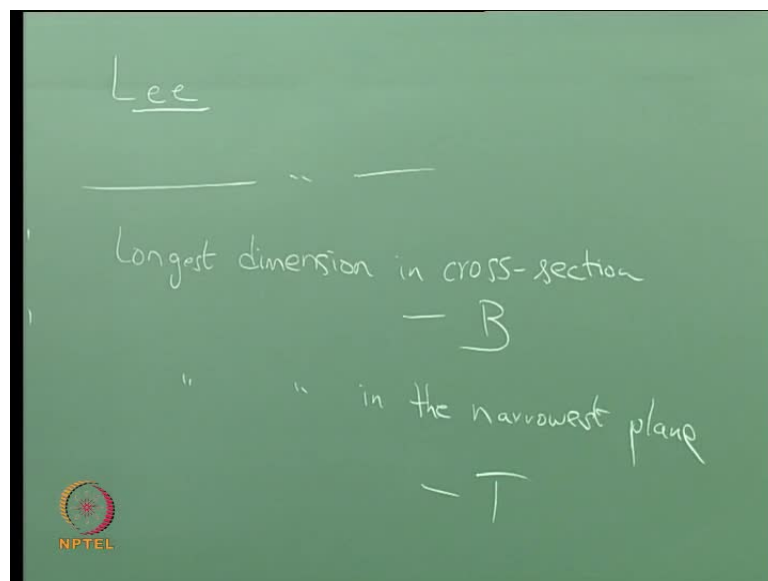 Lee
——— " ——
Longest dimension in cross-section
— B
" " in the narrowest plane
— T
NPTEL